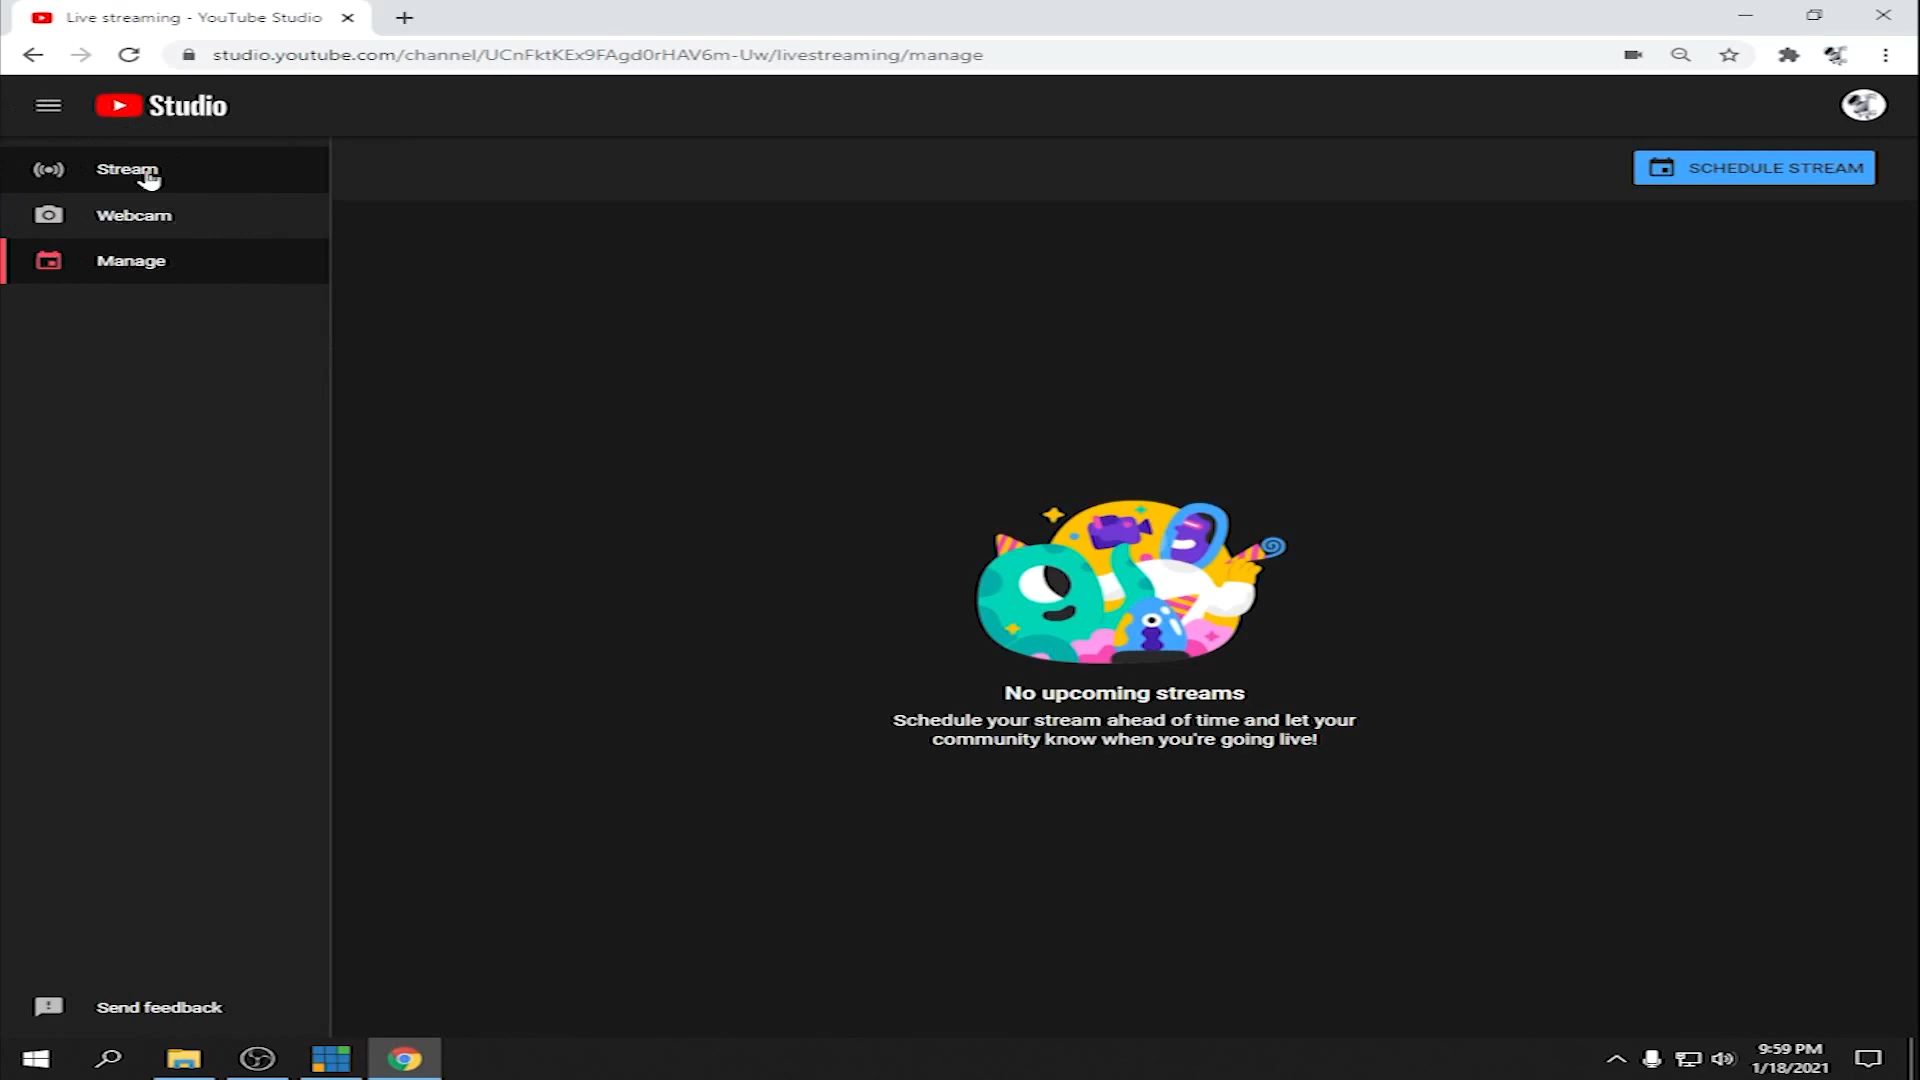 Live streaming - YouTube Studio
studio.youtube.com/channel/UCnFktKEx9FAgd0rHAV6m-Uw/livestreaming/manage
Studio
Stream
SCHEDULE STREAM
Webcam
Manage
No upcoming streams
Schedule your stream ahead of time and let your
community know when you're going live!
Send feedback
9:59 PM
1/18/2021